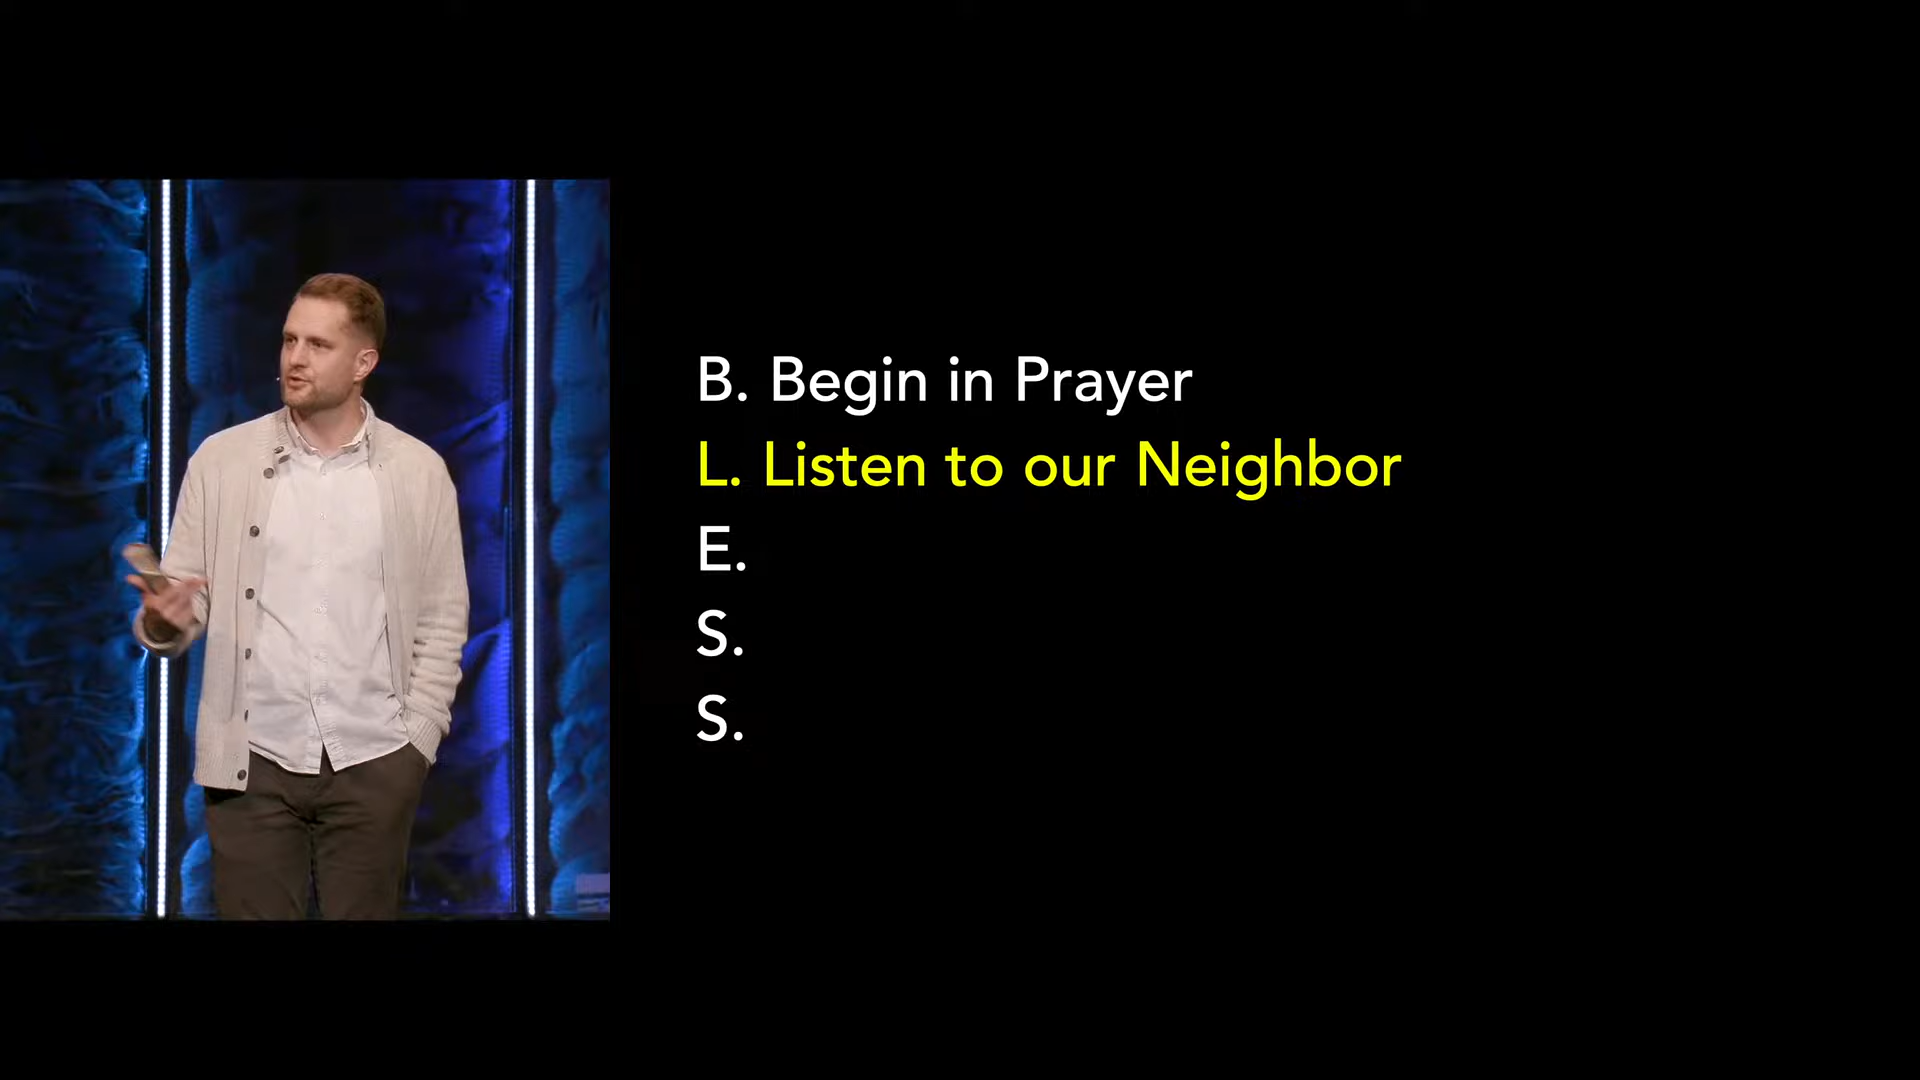 B. Begin in Prayer
L. Listen to our Neighbor
E.
S.
S.